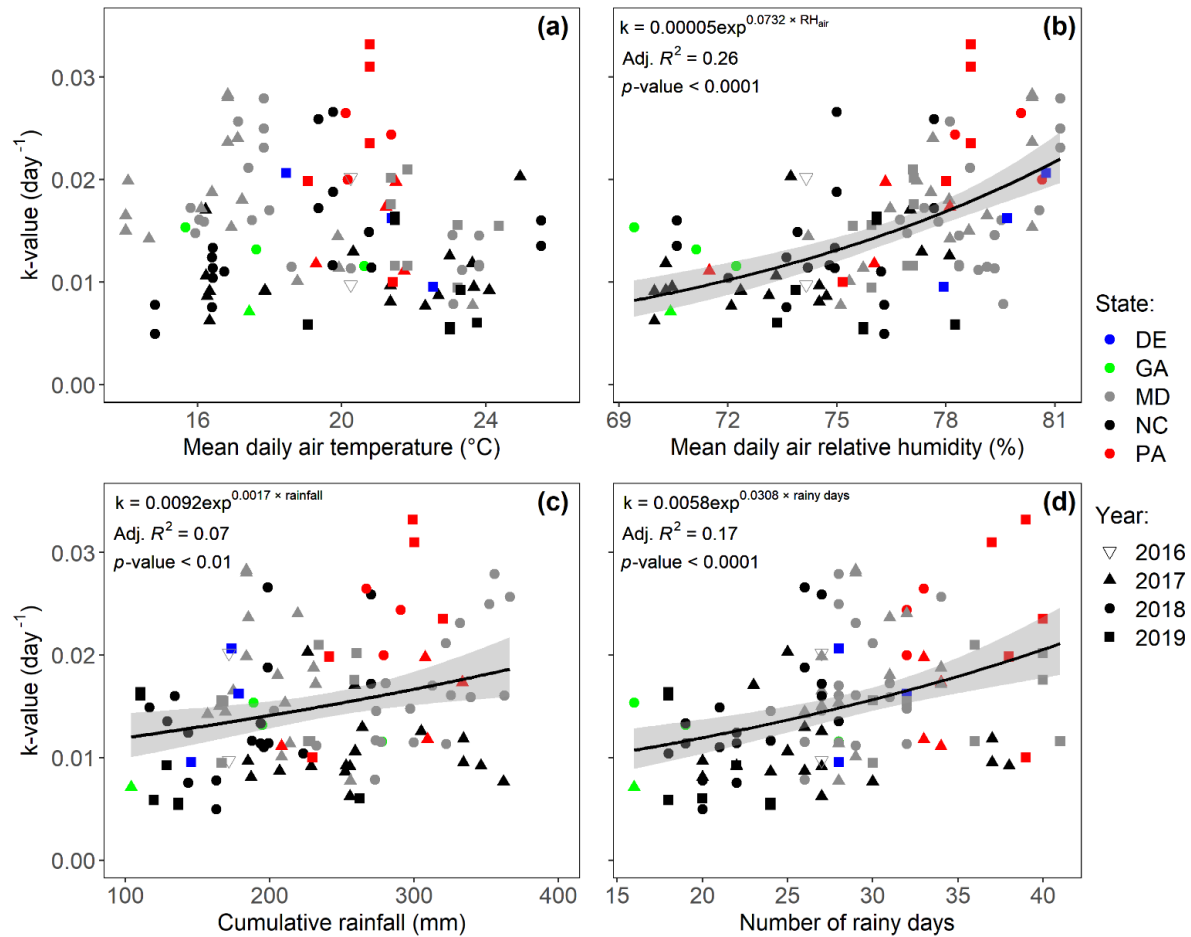 (a)
k-value (day⁻¹)
0.03
0.02
0.01
0.00
16
20
24
Mean daily air temperature (°C)
k = 0.00005exp^0.0732 × RH_air
(b)
Adj. R² = 0.26
p-value < 0.0001
69
72
75
78
81
Mean daily air relative humidity (%)
k = 0.0092exp^0.0017 × rainfall
(c)
Adj. R² = 0.07
p-value < 0.01
k-value (day⁻¹)
0.03
0.02
0.01
0.00
100
200
300
400
Cumulative rainfall (mm)
k = 0.0058exp^0.0308 × rainy days
(d)
Adj. R² = 0.17
p-value < 0.0001
15
20
25
30
35
40
Number of rainy days
State:
DE
GA
MD
NC
PA
Year:
2016
2017
2018
2019